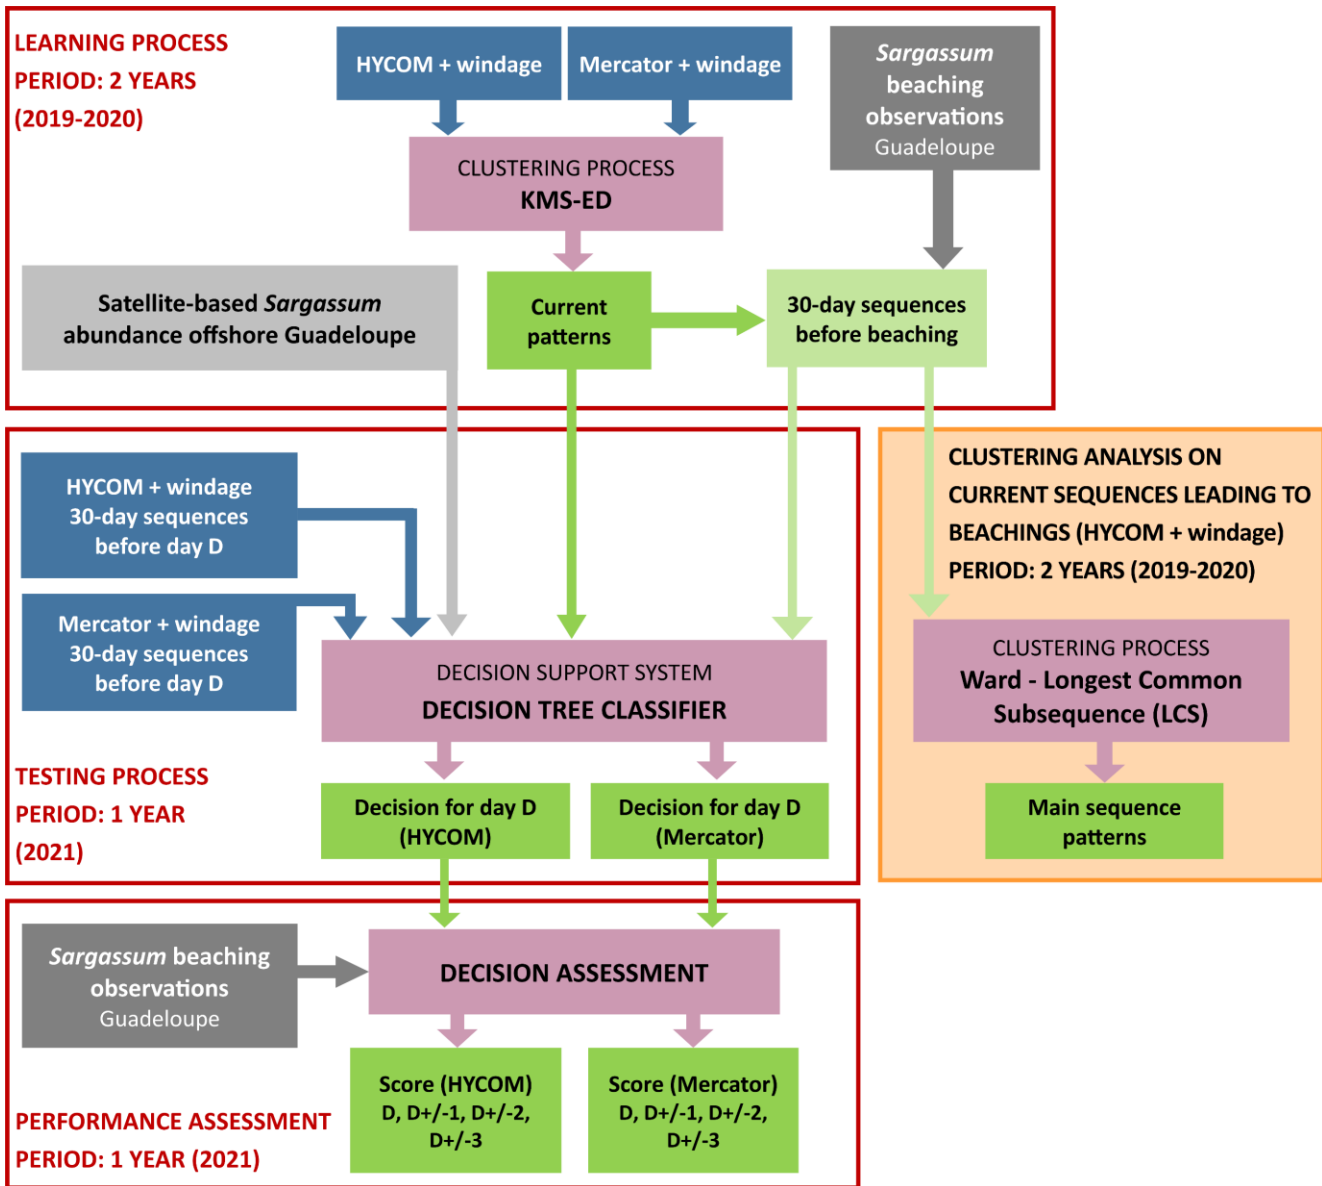 LEARNING PROCESS
PERIOD: 2 YEARS
(2019-2020)
HYCOM + windage
Mercator + windage
Sargassum
beaching
observations
Guadeloupe
CLUSTERING PROCESS
KMS-ED
Satellite-based Sargassum
abundance offshore Guadeloupe
Current
patterns
30-day sequences
before beaching
HYCOM + windage
30-day sequences
before day D
Mercator + windage
30-day sequences
before day D
DECISION SUPPORT SYSTEM
DECISION TREE CLASSIFIER
TESTING PROCESS
PERIOD: 1 YEAR
(2021)
Decision for day D
(HYCOM)
Decision for day D
(Mercator)
CLUSTERING ANALYSIS ON
CURRENT SEQUENCES LEADING TO
BEACHINGS (HYCOM + windage)
PERIOD: 2 YEARS (2019-2020)
CLUSTERING PROCESS
Ward - Longest Common
Subsequence (LCS)
Main sequence
patterns
Sargassum beaching
observations
Guadeloupe
DECISION ASSESSMENT
Score (HYCOM)
D, D+/-1, D+/-2,
D+/-3
Score (Mercator)
D, D+/-1, D+/-2,
D+/-3
PERFORMANCE ASSESSMENT
PERIOD: 1 YEAR (2021)